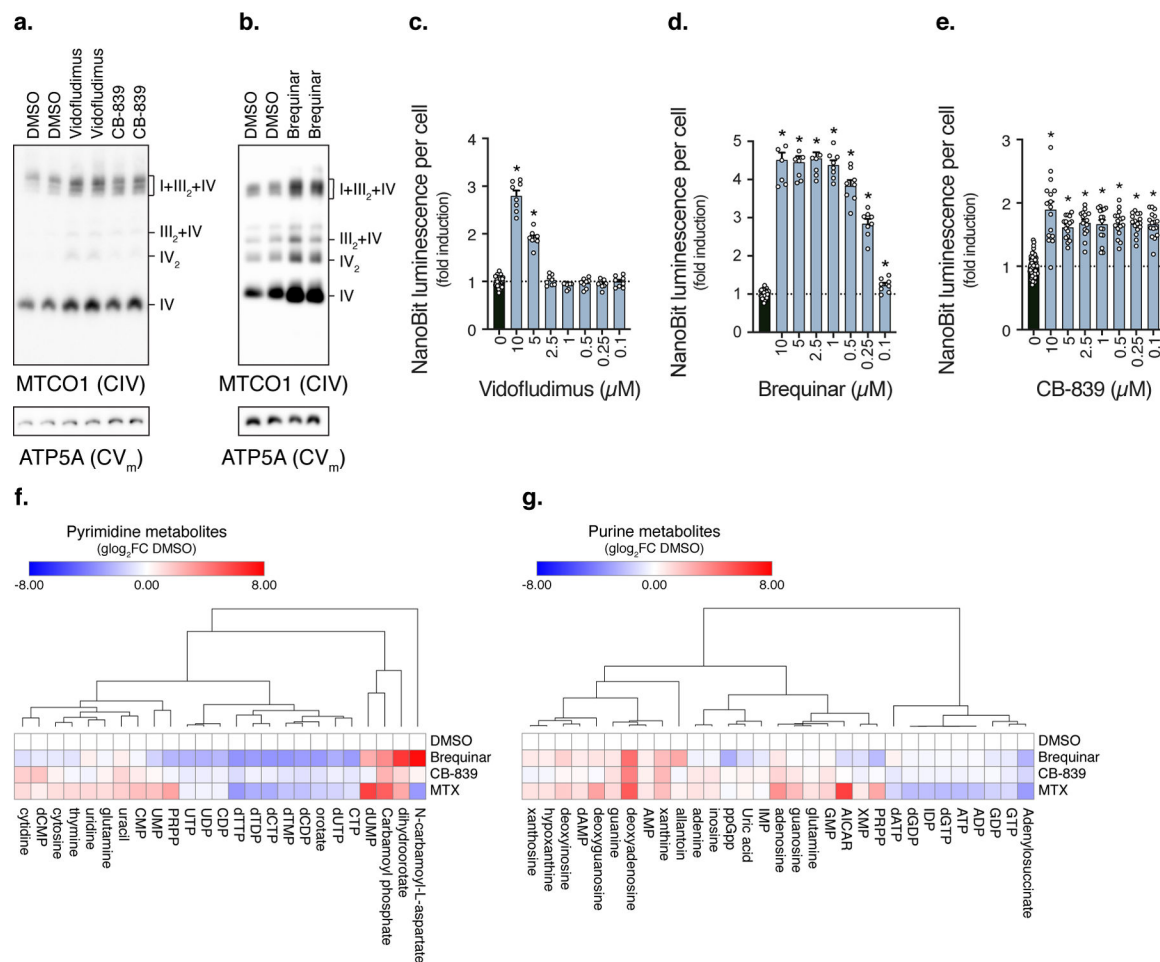 a.
DMSO
DMSO
Vidofludimus
Vidofludimus
CB-839
CB-839
I+III₂+IV
III₂+IV
IV₂
IV
MTCO1 (CIV)
ATP5A (CVₘ)
b.
DMSO
DMSO
Brequinar
Brequinar
I+III₂+IV
III₂+IV
IV₂
IV
MTCO1 (CIV)
ATP5A (CVₘ)
c.
NanoBit luminescence per cell
(fold induction)
4
3
2
1
0
*
*
0
10
5
2.5
1
0.5
0.25
0.1
Vidofludimus (µM)
d.
NanoBit luminescence per cell
(fold induction)
5
4
3
2
1
0
* * * * * * *
0
10
5
2.5
1
0.5
0.25
0.1
Brequinar (µM)
e.
NanoBit luminescence per cell
(fold induction)
3
2
1
0
* * * * * * *
0
10
5
2.5
1
0.5
0.25
0.1
CB-839 (µM)
f.
Pyrimidine metabolites
(glog₂FC DMSO)
-8.00 0.00 8.00
DMSO
Brequinar
CB-839
MTX
cytidine
dCMP
cytosine
thymine
uridine
glutamine
uracil
CMP
UMP
PRPP
UTP
UDP
CDP
dTTP
dTDP
dCTP
dTMP
dCDP
orotate
dUTP
CTP
dUMP
Carbamoyl phosphate
dihydroorotate
N-carbamoyl-L-aspartate
g.
Purine metabolites
(glog₂FC DMSO)
-8.00 0.00 8.00
DMSO
Brequinar
CB-839
MTX
xanthosine
hypoxanthine
deoxyinosine
dAMP
deoxyguanosine
guanine
deoxyadenosine
AMP
xanthine
allantoin
adenine
inosine
ppGpp
Uric acid
IMP
adenosine
guanosine
glutamine
GMP
AICAR
XMP
PRPP
dATP
dGDP
IDP
dGTP
ATP
ADP
GDP
GTP
Adenylosuccinate